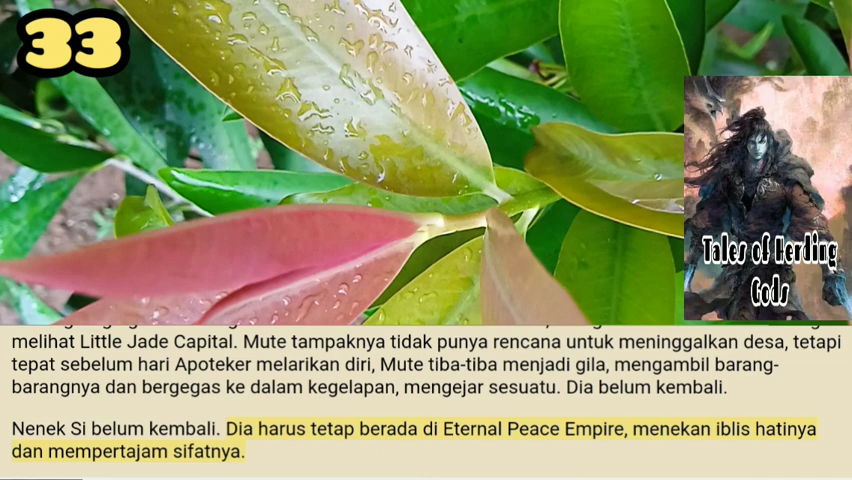 33
Tales of Herding
Gods
melihat Little Jade Capital. Mute tampaknya tidak punya rencana untuk meninggalkan desa, tetapi
tepat sebelum hari Apoteker melarikan diri, Mute tiba-tiba menjadi gila, mengambil barang-
barangnya dan bergegas ke dalam kegelapan, mengejar sesuatu. Dia belum kembali.
Nenek Si belum kembali. Dia harus tetap berada di Eternal Peace Empire, menekan iblis hatinya
dan mempertajam sifatnya.